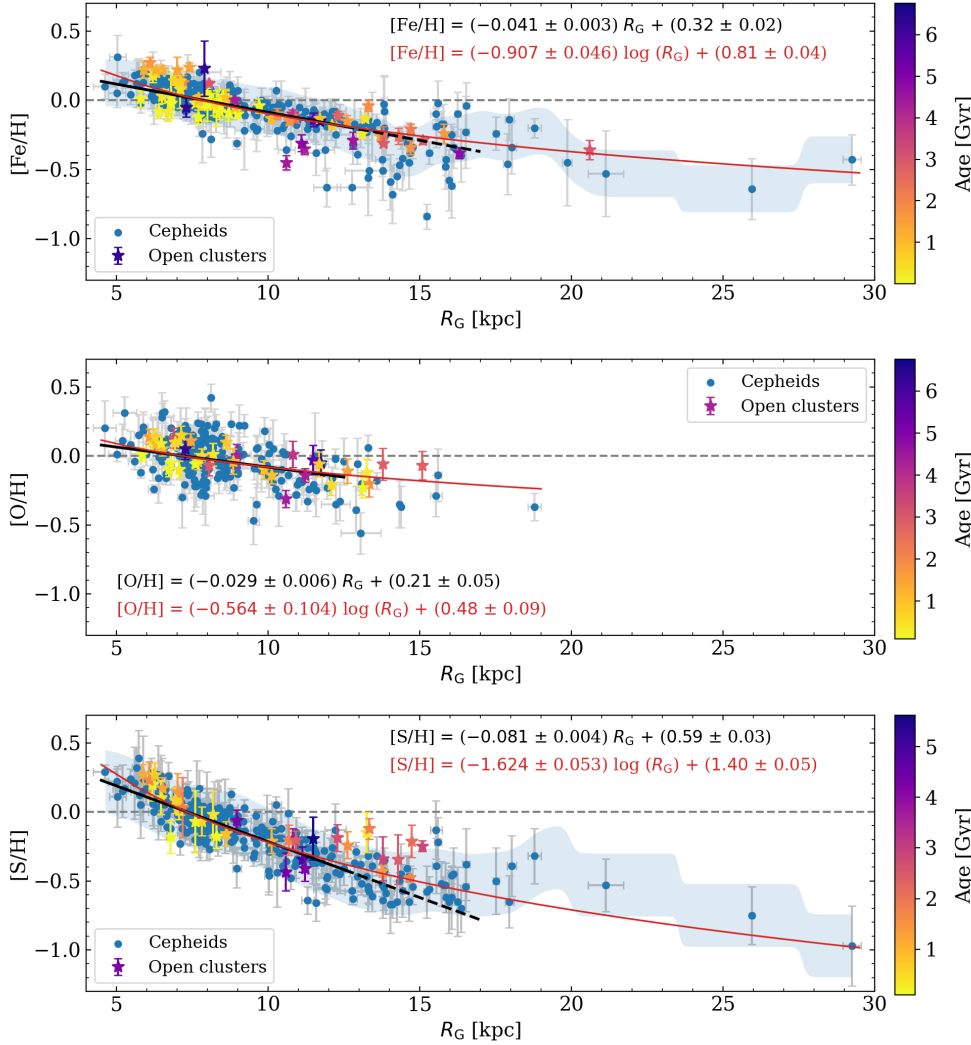 [Fe/H] = (−0.041 ± 0.003) R_G + (0.32 ± 0.02)
[Fe/H] = (−0.907 ± 0.046) log (R_G) + (0.81 ± 0.04)
0.5
0.0
−0.5
−1.0
[Fe/H]
Cepheids
Open clusters
5
10
15
20
25
30
R_G [kpc]
6
5
4
3
2
1
Age [Gyr]
0.5
0.0
−0.5
−1.0
[O/H]
Cepheids
Open clusters
[O/H] = (−0.029 ± 0.006) R_G + (0.21 ± 0.05)
[O/H] = (−0.564 ± 0.104) log (R_G) + (0.48 ± 0.09)
5
10
15
20
25
30
R_G [kpc]
6
5
4
3
2
1
Age [Gyr]
[S/H] = (−0.081 ± 0.004) R_G + (0.59 ± 0.03)
[S/H] = (−1.624 ± 0.053) log (R_G) + (1.40 ± 0.05)
0.5
0.0
−0.5
−1.0
[S/H]
Cepheids
Open clusters
5
10
15
20
25
30
R_G [kpc]
5
4
3
2
1
Age [Gyr]